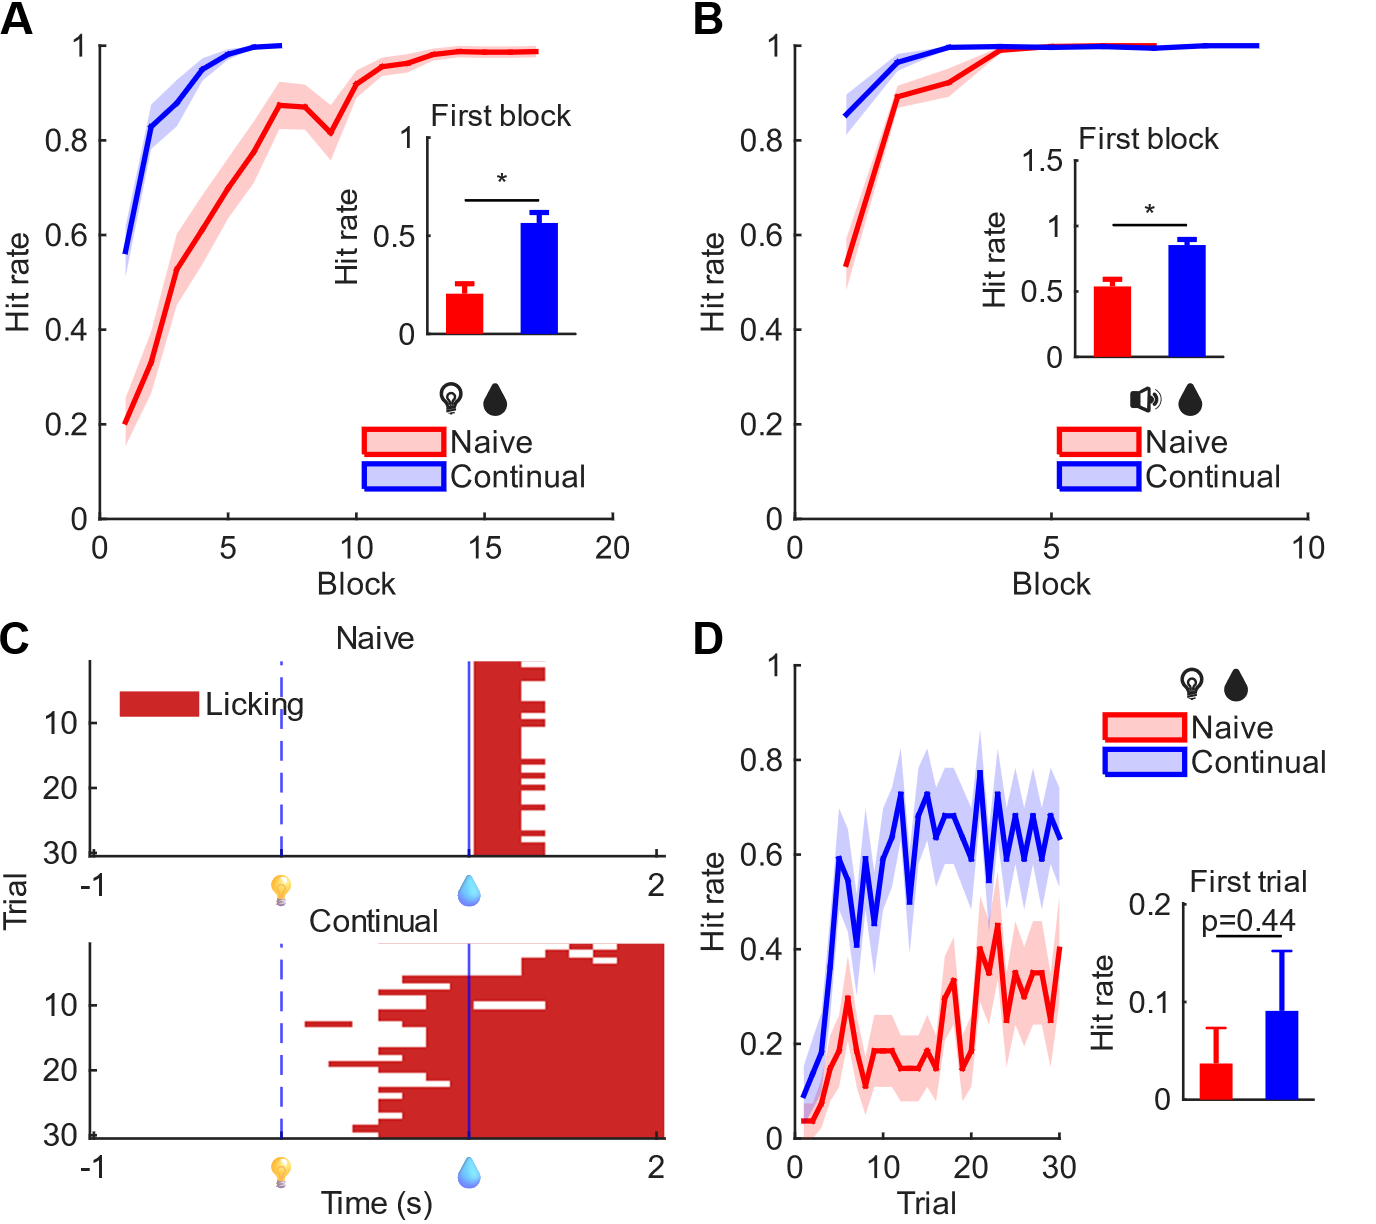 A
1
0.8
0.6
0.4
0.2
0
0
5
10
15
20
Hit rate
Block
First block
1
0.5
0
Hit rate
*
Naive
Continual
B
1
0.8
0.6
0.4
0.2
0
0
5
10
Hit rate
Block
First block
1.5
1
0.5
0
Hit rate
*
Naive
Continual
C
Naive
Licking
10
20
30
-1
2
Continual
10
20
30
-1
2
Trial
Time (s)
D
1
0.8
0.6
0.4
0.2
0
0
10
20
30
Hit rate
Trial
Naive
Continual
First trial
p=0.44
0.2
0.1
0
Hit rate